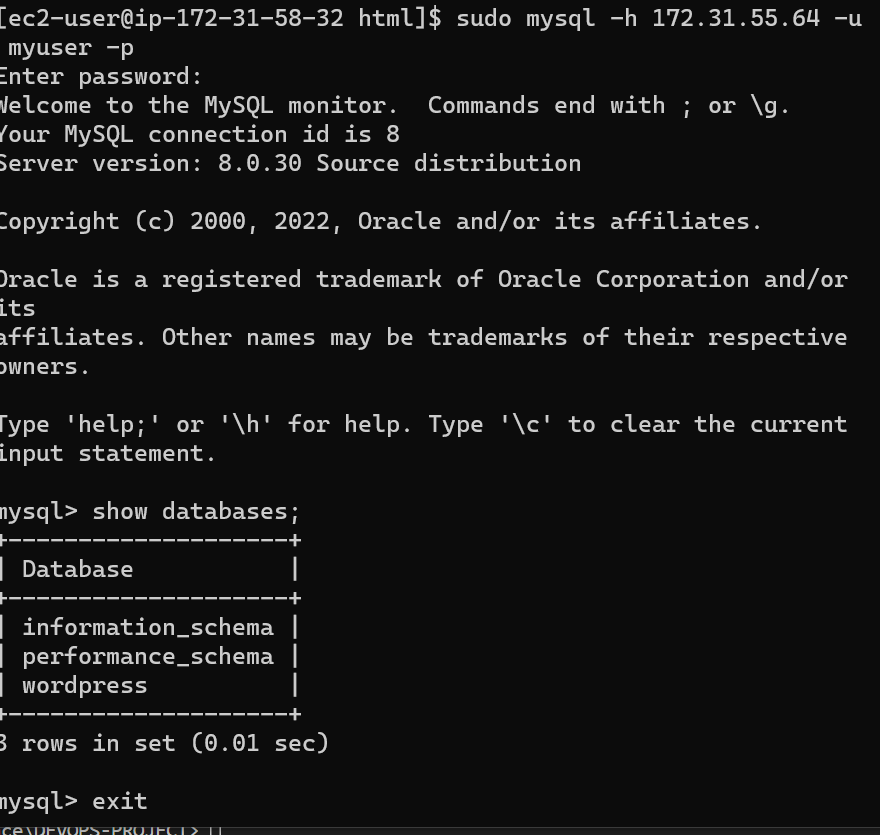 [ec2-user@ip-172-31-58-32 html]$ sudo mysql -h 172.31.55.64 -u
 myuser -p
Enter password:
Welcome to the MySQL monitor.  Commands end with ; or \g.
Your MySQL connection id is 8
Server version: 8.0.30 Source distribution

Copyright (c) 2000, 2022, Oracle and/or its affiliates.

Oracle is a registered trademark of Oracle Corporation and/or
its
affiliates. Other names may be trademarks of their respective
owners.

Type 'help;' or '\h' for help. Type '\c' to clear the current
input statement.

mysql> show databases;
+--------------------+
| Database           |
+--------------------+
| information_schema |
| performance_schema |
| wordpress          |
+--------------------+
3 rows in set (0.01 sec)

mysql> exit
ce\DEVOPS-PROJECT>